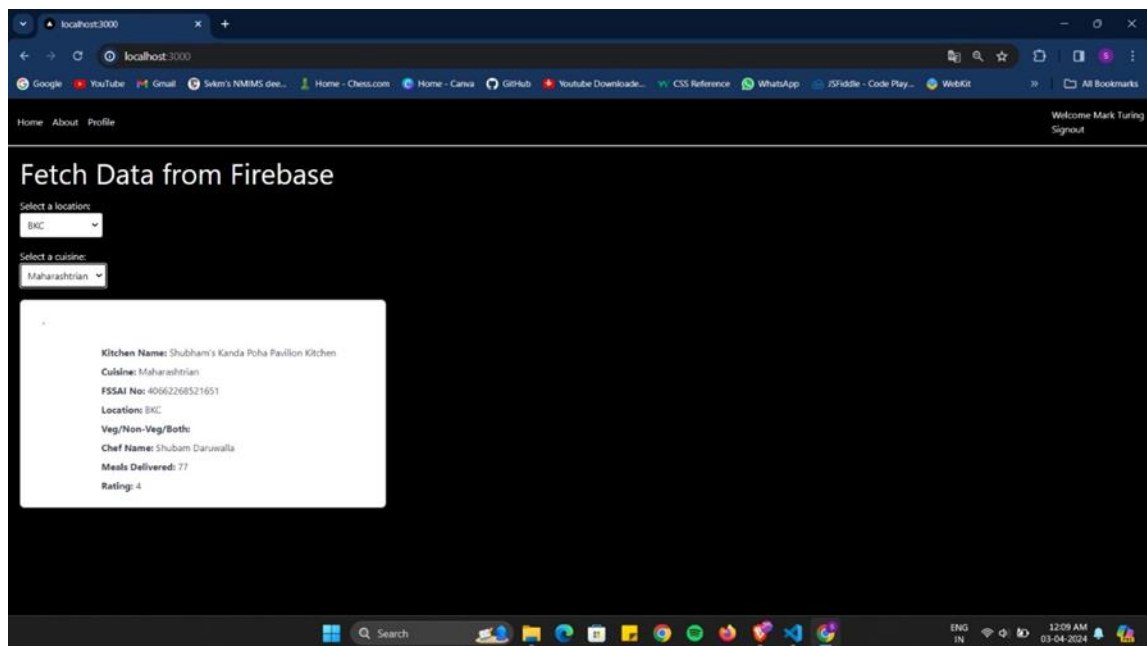 localhost:3000
localhost:3000
Google YouTube Gmail Svkm's NMIMS dee... Home - Chess.com Home - Canva GitHub Youtube Downloade... CSS Reference WhatsApp JSFiddle - Code Play... WebKit All Bookmarks
Home About Profile
Welcome Mark Turing
Signout
Fetch Data from Firebase
Select a location:
BKC
Select a cuisine:
Maharashtrian
Kitchen Name: Shubham's Kanda Poha Pavilion Kitchen
Cuisine: Maharashtrian
FSSAI No: 40662268521651
Location: BKC
Veg/Non-Veg/Both:
Chef Name: Shubam Daruwalla
Meals Delivered: 77
Rating: 4
Search
ENG
IN
12:09 AM
03-04-2024